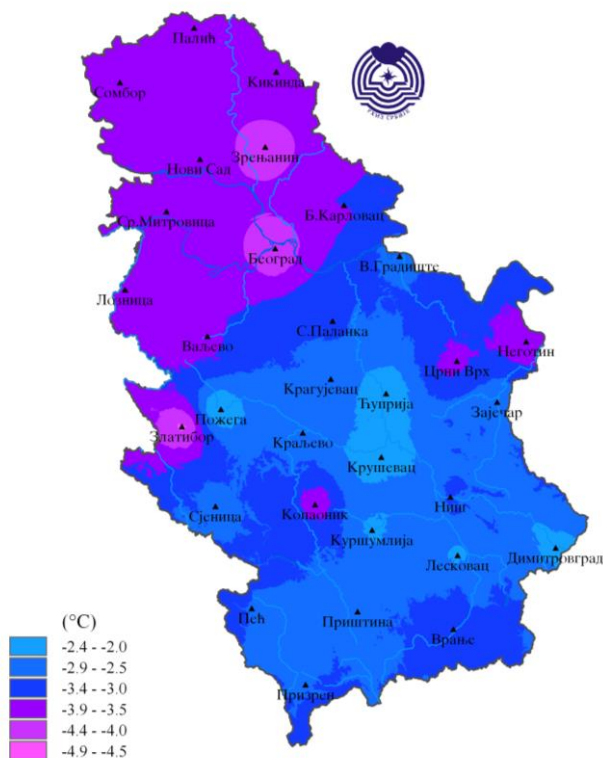 Палић
Кикинда
Сомбор
Зрењанин
Нови Сад
Б.Карловац
Ср.Митровица
Београд
В.Градиште
Лозница
С.Паланка
Ваљево
Неготин
Црни Врх
Крагујевац
Ћуприја
Зајечар
Пожега
Златибор
Краљево
Крушевац
Ниш
Копаоник
Сјеница
Куршумлија
Димитровград
Лесковац
Пећ
Приштина
Врање
Призрен
(°C)
-2.4 - -2.0
-2.9 - -2.5
-3.4 - -3.0
-3.9 - -3.5
-4.4 - -4.0
-4.9 - -4.5